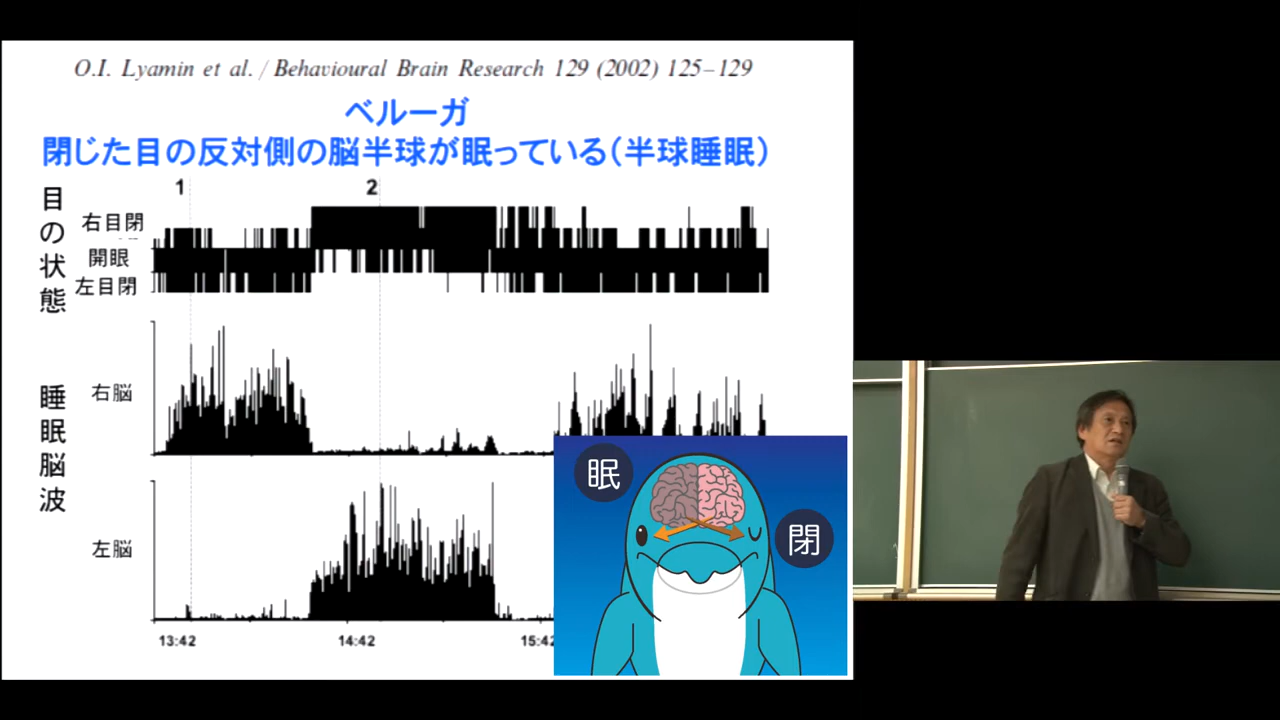 O.I. Lyamin et al. / Behavioural Brain Research 129 (2002) 125–129
ベルーガ
閉じた目の反対側の脳半球が眠っている(半球睡眠)
1
2
目の状態
右目閉
開眼
左目閉
睡眠脳波
右脳
左脳
13:42
14:42
15:42
眠
閉